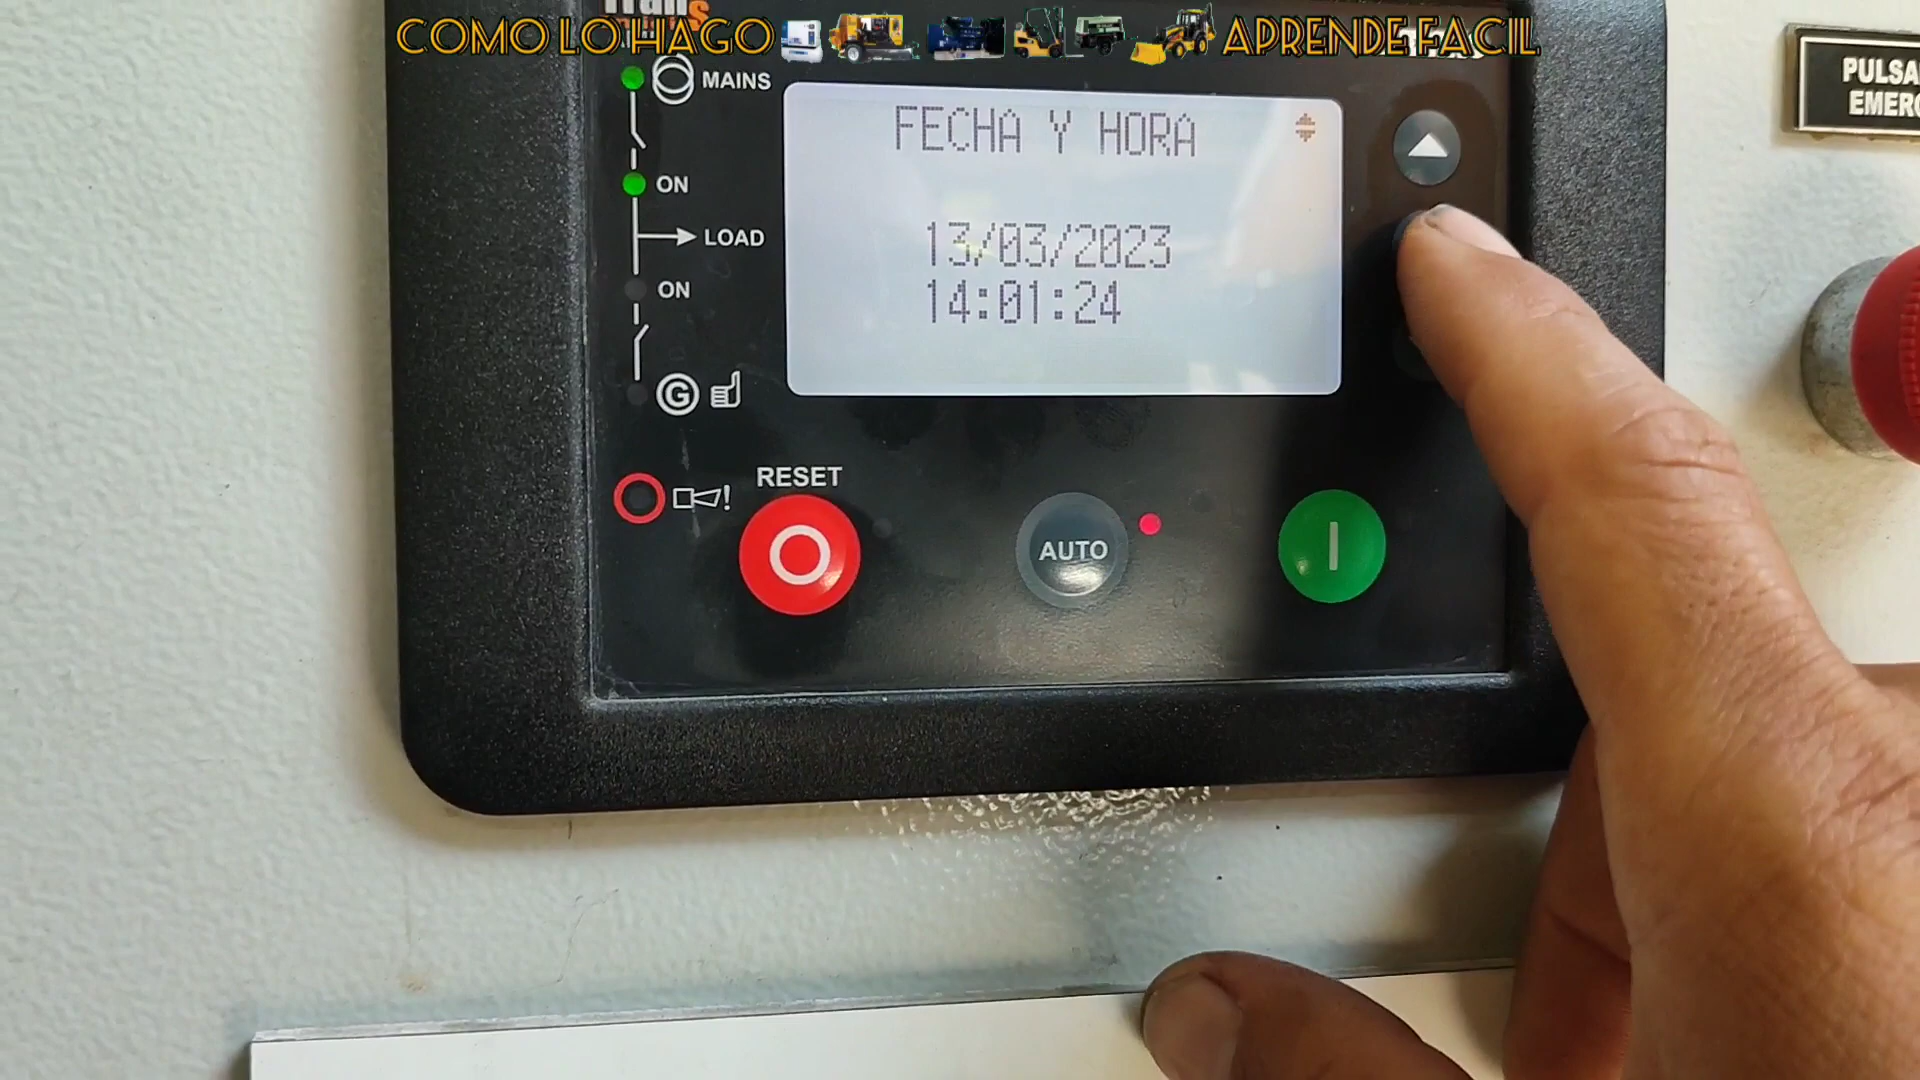 COMO LO HAGO APRENDE FACIL
Trans
MAINS
ON
LOAD
ON
G
FECHA Y HORA
13/03/2023
14:01:24
RESET
AUTO
PULSA
EMERG